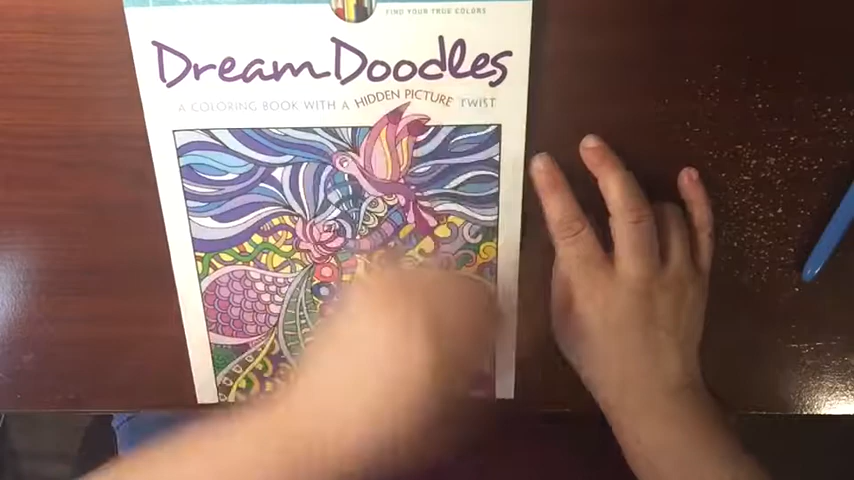 FIND YOUR TRUE COLORS
DREAM DOODLES
A COLORING BOOK WITH A HIDDEN PICTURE TWIST